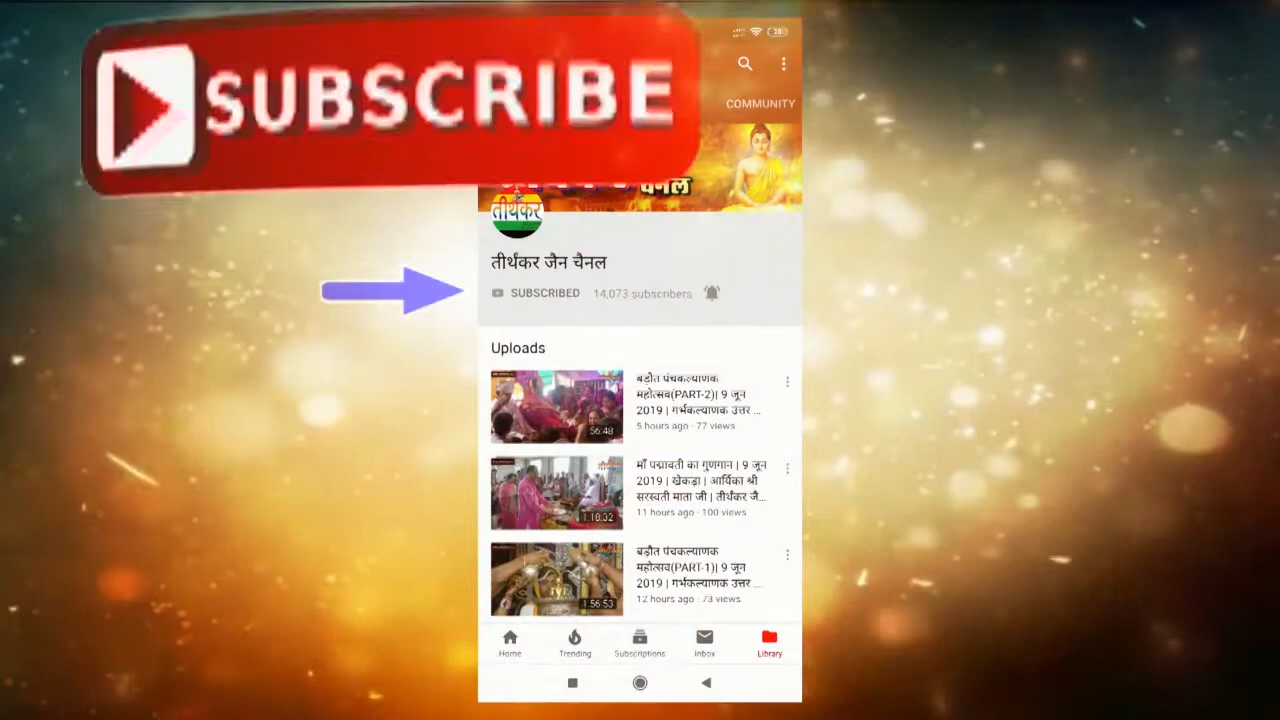 SUBSCRIBE
COMMUNITY
चैनल
तीर्थंकर
तीर्थंकर जैन चैनल
SUBSCRIBED 14,073 subscribers
Uploads
बड़ौत पंचकल्याणक
महोत्सव(PART-2)| 9 जून
2019 | गर्भकल्याणक उत्तर ...
5 hours ago · 77 views
56:48
माँ पद्मावती का गुणगान | 9 जून
2019 | खेकड़ा | आर्यिका श्री
सरस्वती माता जी | तीर्थंकर जै...
11 hours ago · 100 views
1:18:32
बड़ौत पंचकल्याणक
महोत्सव(PART-1)| 9 जून
2019 | गर्भकल्याणक उत्तर ...
12 hours ago · 73 views
1:56:53
Home Trending Subscriptions Inbox Library